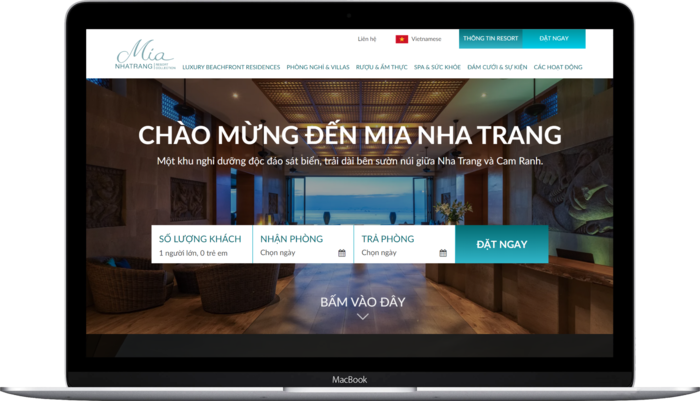 Liên hệ
Vietnamese
THÔNG TIN RESORT
ĐẶT NGAY
Mia
NHATRANG RESORT COLLECTION
LUXURY BEACHFRONT RESIDENCES
PHÒNG NGHỈ & VILLAS
RƯỢU & ẨM THỰC
SPA & SỨC KHỎE
ĐÁM CƯỚI & SỰ KIỆN
CÁC HOẠT ĐỘNG
CHÀO MỪNG ĐẾN MIA NHA TRANG
Một khu nghỉ dưỡng độc đáo sát biển, trải dài bên sườn núi giữa Nha Trang và Cam Ranh.
SỐ LƯỢNG KHÁCH
1 người lớn, 0 trẻ em
NHẬN PHÒNG
Chọn ngày
TRẢ PHÒNG
Chọn ngày
ĐẶT NGAY
BẤM VÀO ĐÂY
MacBook